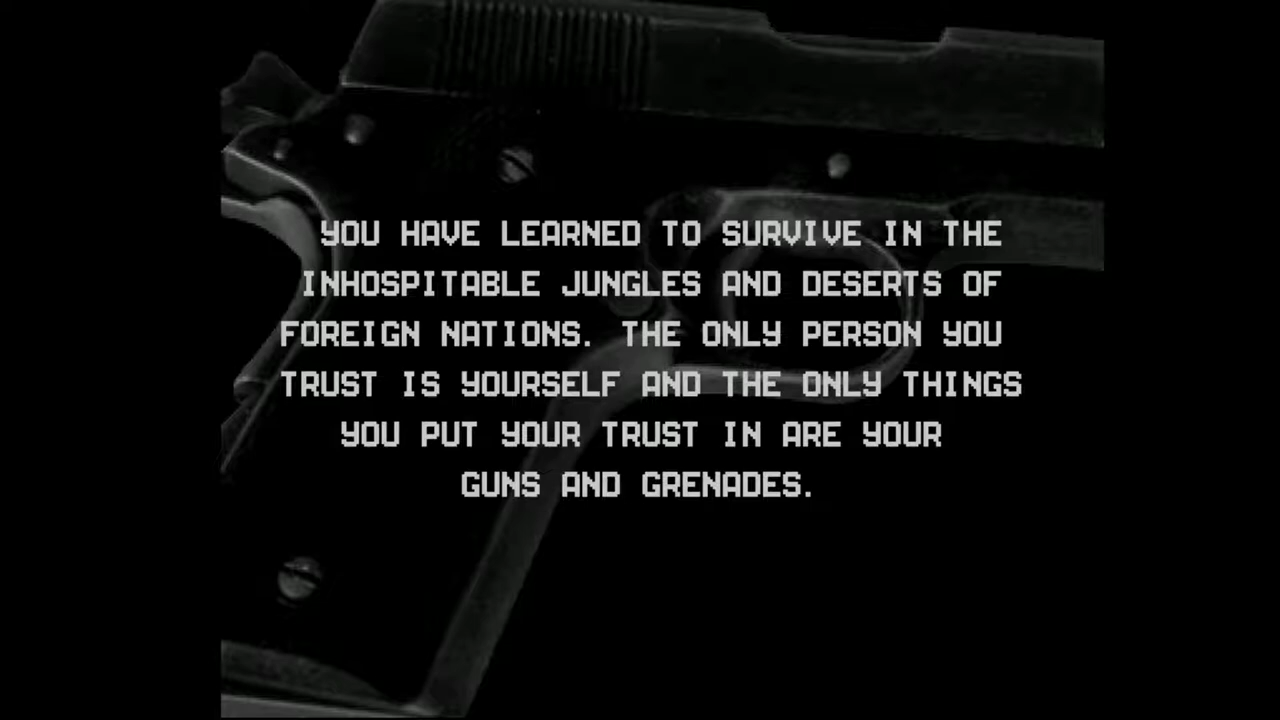 YOU HAVE LEARNED TO SURVIVE IN THE
INHOSPITABLE JUNGLES AND DESERTS OF
FOREIGN NATIONS. THE ONLY PERSON YOU
TRUST IS YOURSELF AND THE ONLY THINGS
YOU PUT YOUR TRUST IN ARE YOUR
GUNS AND GRENADES.